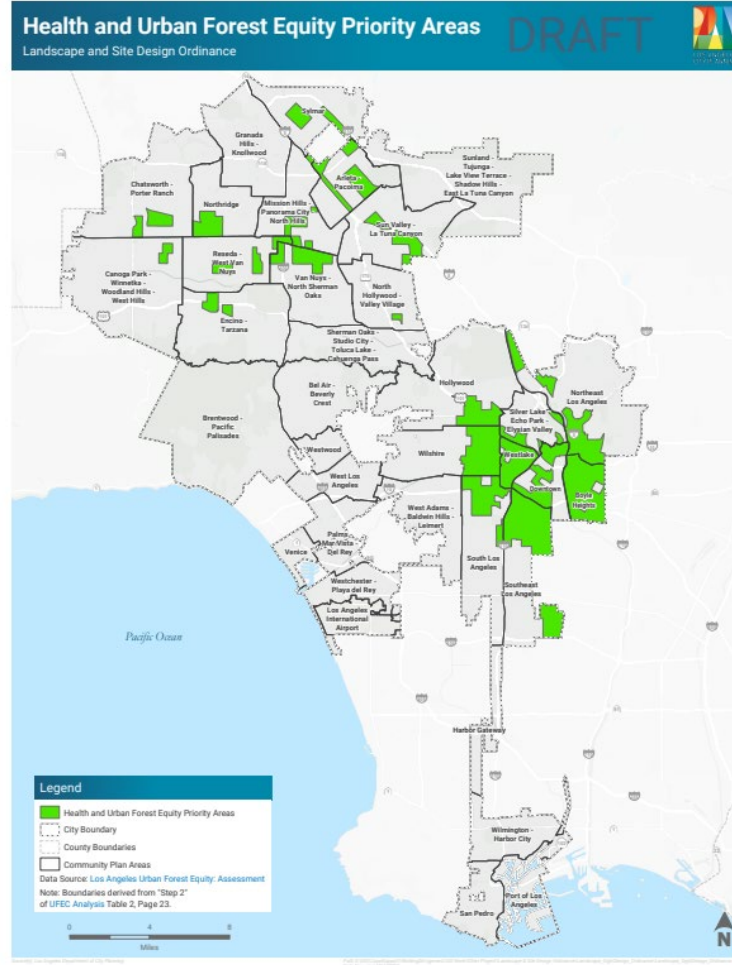 Health and Urban Forest Equity Priority Areas
DRAFT
Landscape and Site Design Ordinance
Sylmar
Granada
Hills -
Knollwood
Arleta -
Pacoima
Sunland -
Tujunga -
Lake View Terrace -
Shadow Hills -
East La Tuna Canyon
Chatsworth -
Porter Ranch
Northridge
Mission Hills -
Panorama City
North Hills
Sun Valley -
La Tuna Canyon
Canoga Park -
Winnetka -
Woodland Hills -
West Hills
Reseda -
West Van
Nuys
Van Nuys -
North Sherman
Oaks
North
Hollywood -
Valley Village
Encino -
Tarzana
Sherman Oaks -
Studio City -
Toluca Lake -
Cahuenga Pass
Bel Air -
Beverly
Crest
Hollywood
Northeast
Los Angeles
Silver Lake -
Echo Park -
Elysian Valley
Brentwood -
Pacific
Palisades
Westwood
Wilshire
Westlake
West Los
Angeles
Downtown
Boyle
Heights
West Adams -
Baldwin Hills -
Leimert
Palms -
Mar Vista -
Del Rey
Venice
South Los
Angeles
Southeast
Los Angeles
Westchester -
Playa del Rey
Los Angeles
International
Airport
Pacific Ocean
Harbor Gateway
Wilmington -
Harbor City
Port of Los
Angeles
San Pedro
Legend
Health and Urban Forest Equity Priority Areas
City Boundary
County Boundaries
Community Plan Areas
Data Source: Los Angeles Urban Forest Equity: Assessment
Note: Boundaries derived from "Step 2"
of UFEC Analysis Table 2, Page 23.
0 4 8
Miles
N